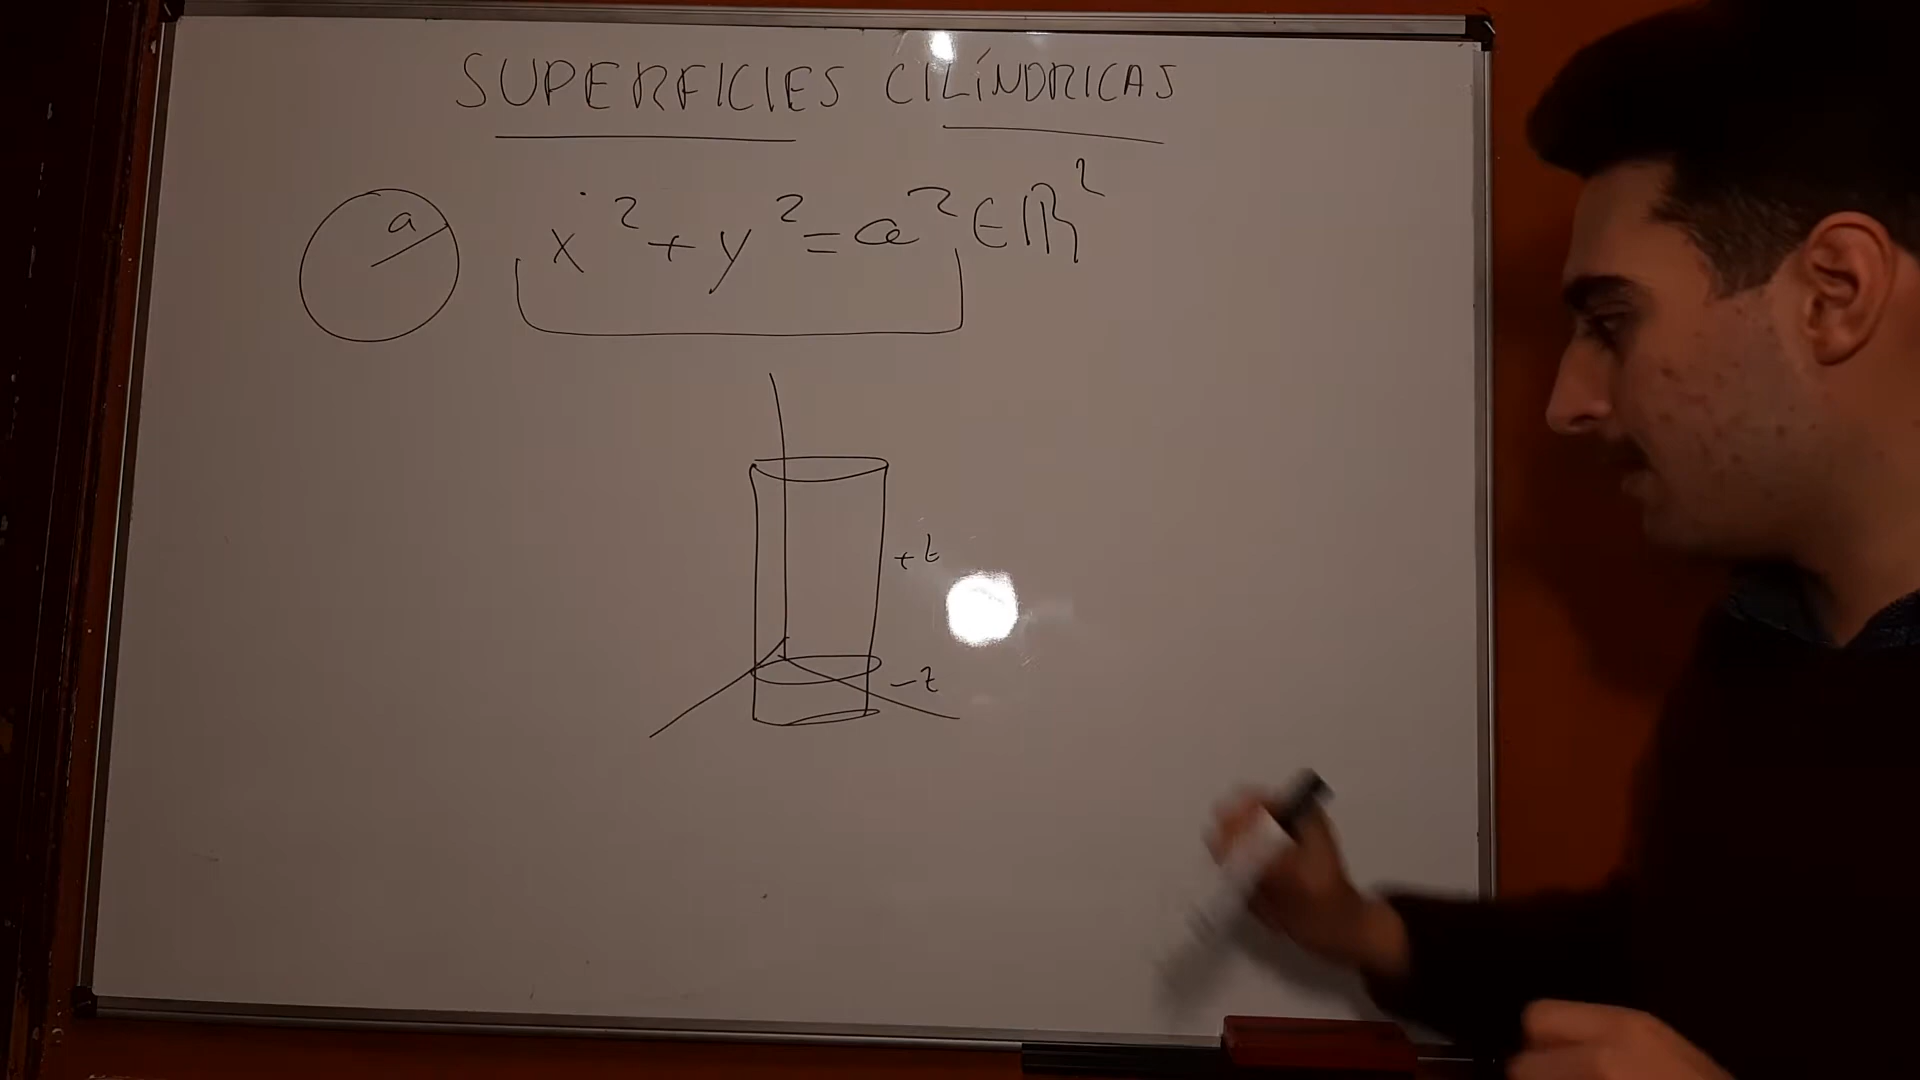 SUPERFICIES CILÍNDRICAS
a
x² + y² = a² ∈ ℝ²
+z
-z